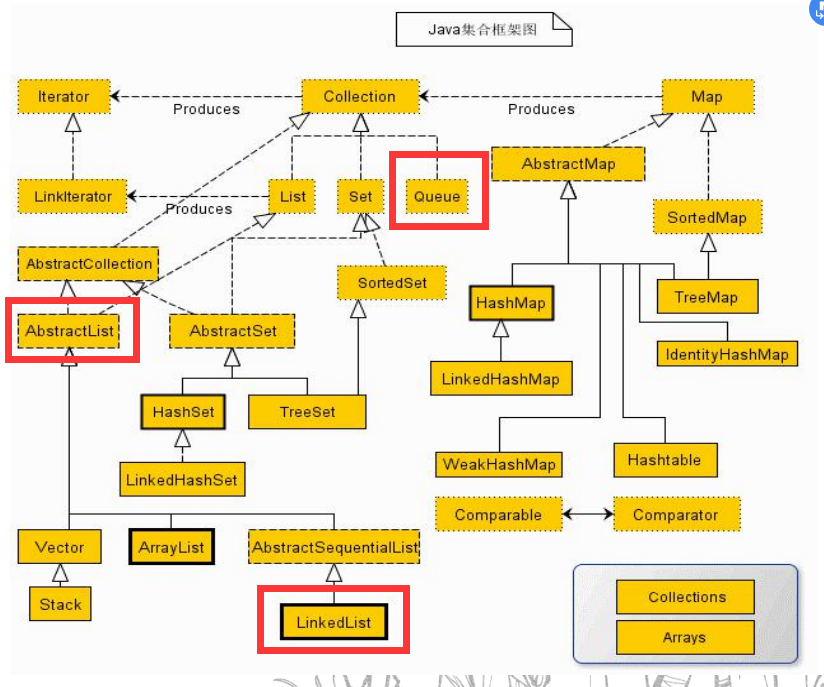 Java集合框架图
Iterator
Produces
Collection
Produces
Map
AbstractMap
LinkIterator
Produces
List
Set
Queue
SortedMap
AbstractCollection
SortedSet
HashMap
TreeMap
AbstractList
AbstractSet
IdentityHashMap
LinkedHashMap
HashSet
TreeSet
WeakHashMap
Hashtable
LinkedHashSet
Comparable
Comparator
Vector
ArrayList
AbstractSequentialList
Stack
LinkedList
Collections
Arrays